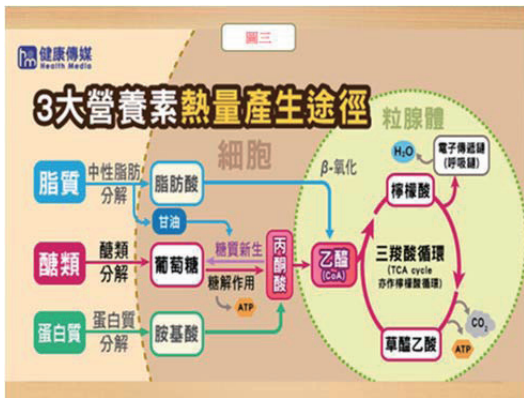 圖三
健康傳媒
Health Media
3大營養素熱量產生途徑
粒腺體
細胞
脂質
中性脂肪
分解
脂肪酸
β-氧化
甘油
醣類
醣類
分解
葡萄糖
糖質新生
糖解作用
ATP
丙酮酸
乙醯
(CoA)
蛋白質
蛋白質
分解
胺基酸
H₂O
電子傳遞鏈
(呼吸鏈)
檸檬酸
三羧酸循環
(TCA cycle
亦作檸檬酸循環)
草醯乙酸
CO₂
ATP